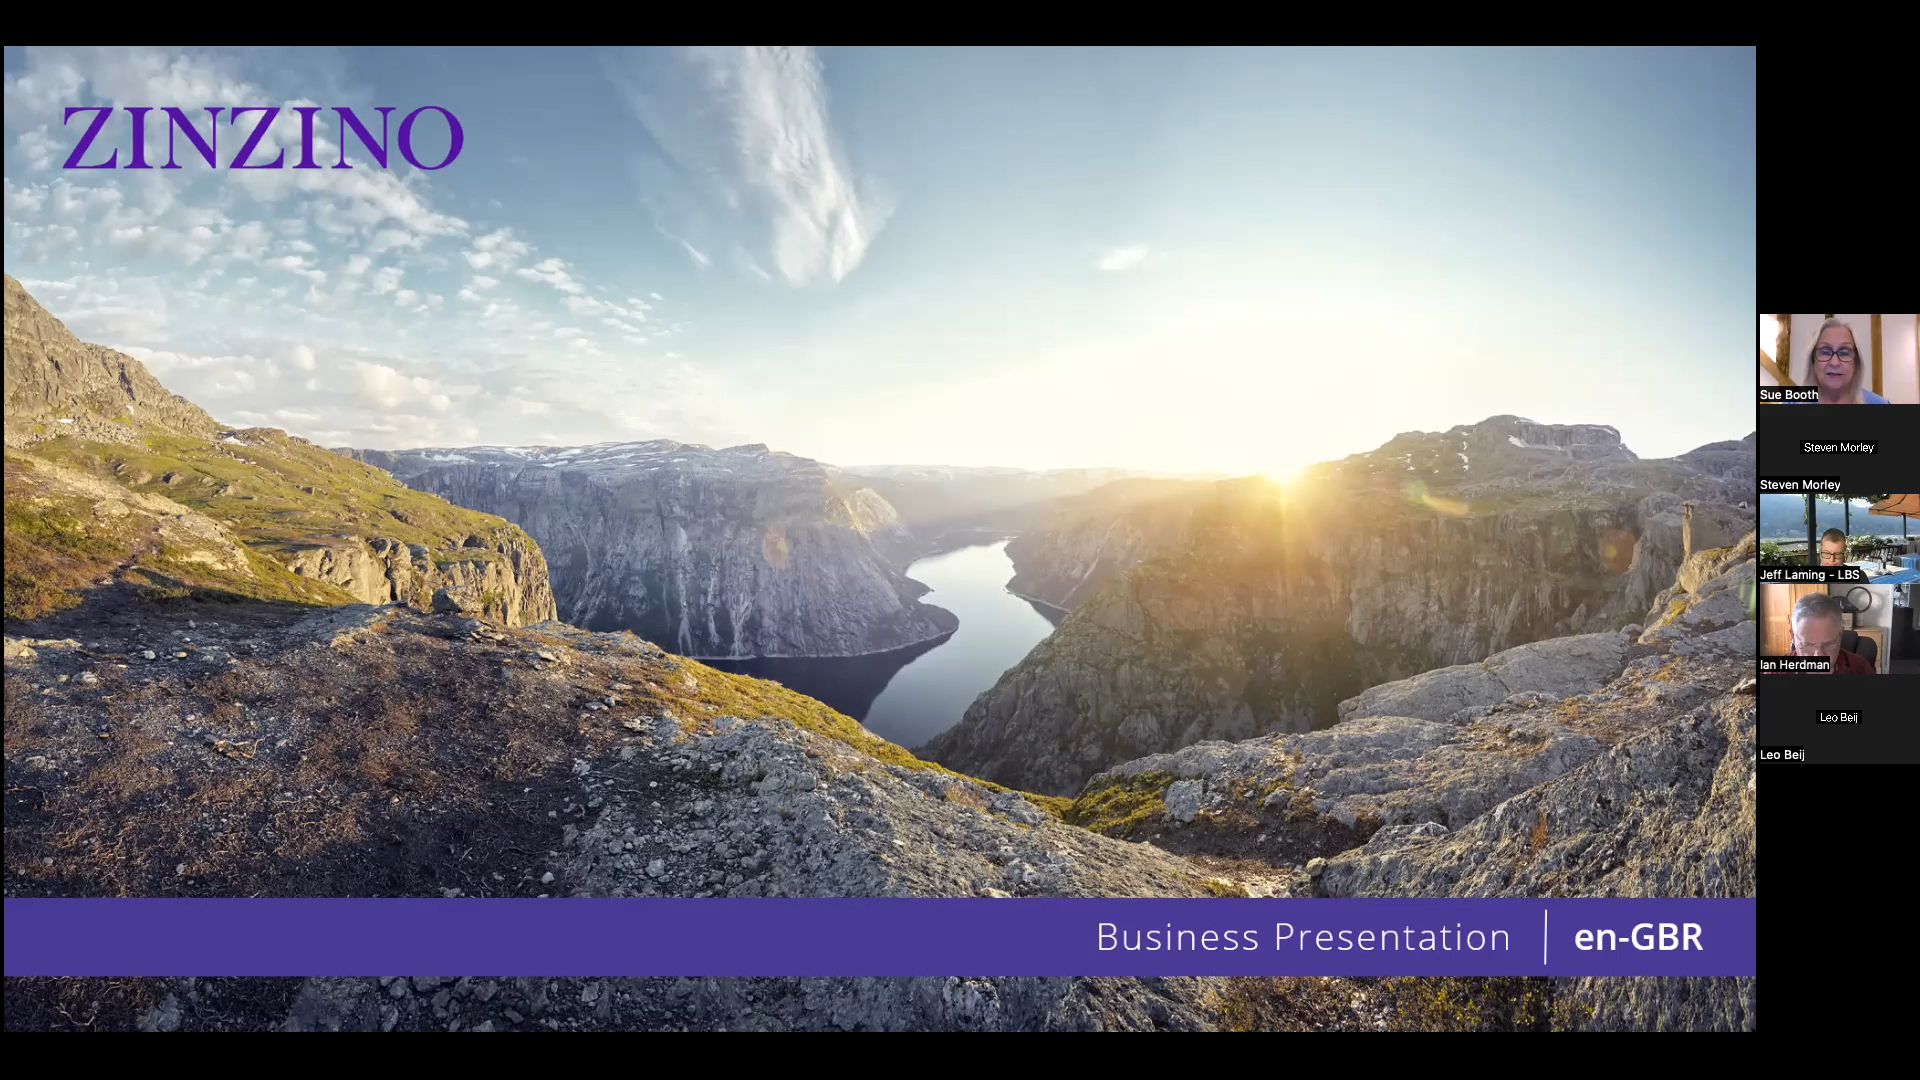 ZINZINO
Business Presentation | en-GBR
Sue Booth
Steven Morley
Steven Morley
Jeff Laming - LBS
Ian Herdman
Leo Beij
Leo Beij